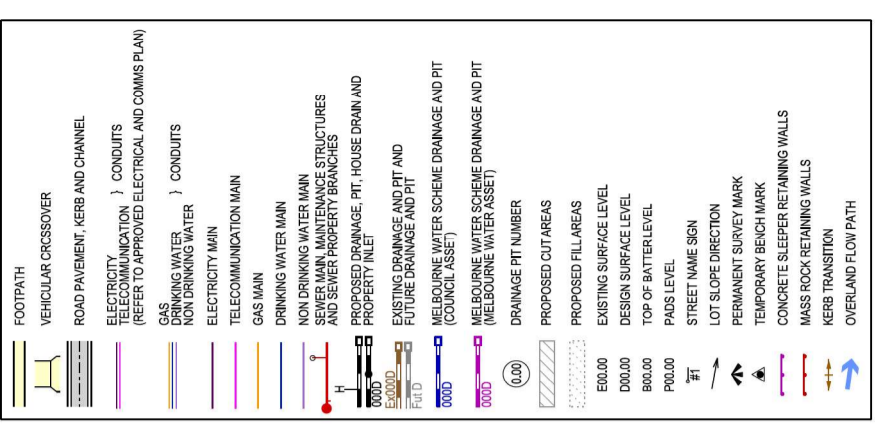 FOOTPATH
VEHICULAR CRCSSOVER
ROAD PAVEMENT, KERB AND CHANNEL
ELECTRICITY } CONDUITS
TELECOMMUNICATION
(REFER TO APPROVED ELECTRICAL AND COMMS PLAN)
GAS
DRINKING WATER } CONDUITS
NON DRINKING WATER
ELECTRICITY MAIN
TELECOMMUNICATION MAIN
GAS MAIN
DRINKING WATER MAIN
NON DRINKING WATER MAIN
SEWER MAIN, MAINTENANCE STRUCTURES
AND SEWER PROPERTY BRANCHES
H
000D
PROPOSED DRAINAGE, PIT, HOUSE DRAIN AND
PROPERTY INLET
Ex000D
Fut D
EXISTING DRAINAGE AND PIT AND
FUTURE DRAINAGE AND PIT
000D
MELBOURNE WATER SCHEME DRAINAGE AND PIT
(COUNCIL ASSET)
000D
MELBOURNE WATER SCHEME DRAINAGE AND PIT
(MELBOURNE WATER ASSET)
0.00 DRAINAGE PIT NUMBER
PROPOSED CUT AREAS
PROPOSED FILL AREAS
E00.00 EXISTING SURFACE LEVEL
D00.00 DESIGN SURFACE LEVEL
B00.00 TOP OF BATTER LEVEL
P00.00 PADS LEVEL
#1 STREET NAME SIGN
LOT SLOPE DIRECTION
PERMANENT SURVEY MARK
TEMPORARY BENCH MARK
CONCRETE SLEEPER RETAINING WALLS
MASS ROCK RETAINING WALLS
KERB TRANSITION
OVERLAND FLOW PATH